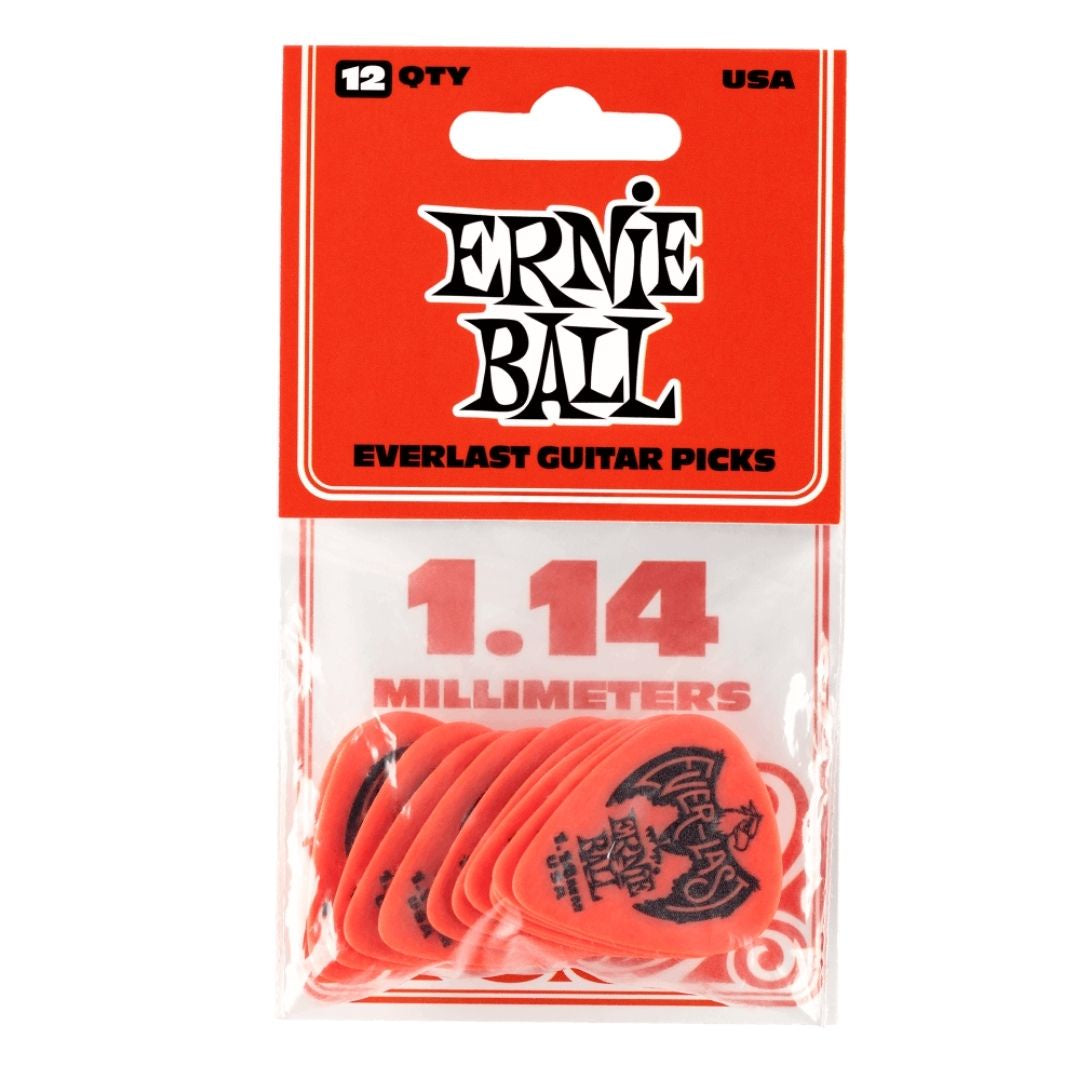 12 QTY
USA
ERNiE
BALL
EVERLAST GUITAR PICKS
1.14
MILLIMETERS
EVER-LAST
ERNIE
BALL
USA